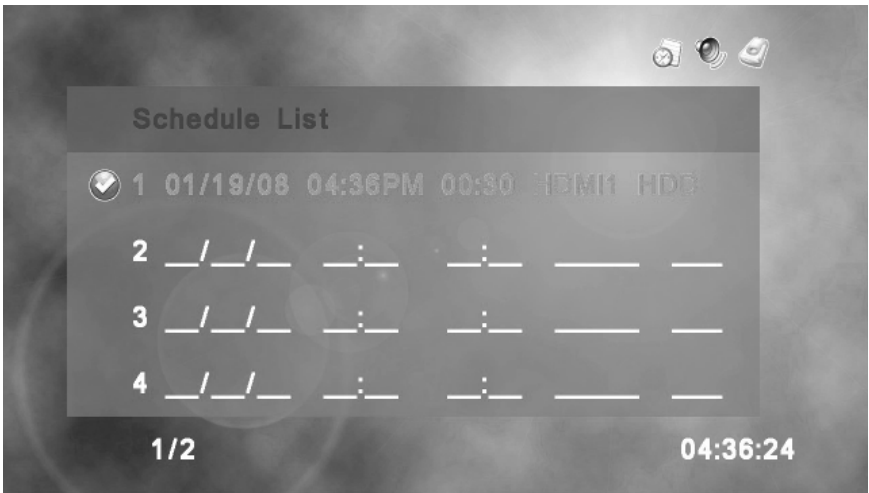 Schedule List
1 01/19/08 04:36PM 00:30 HDMI1 HDD
2 __/__/__ __:__ __:__ _____ ___
3 __/__/__ __:__ __:__ _____ ___
4 __/__/__ __:__ __:__ _____ ___
1/2 04:36:24